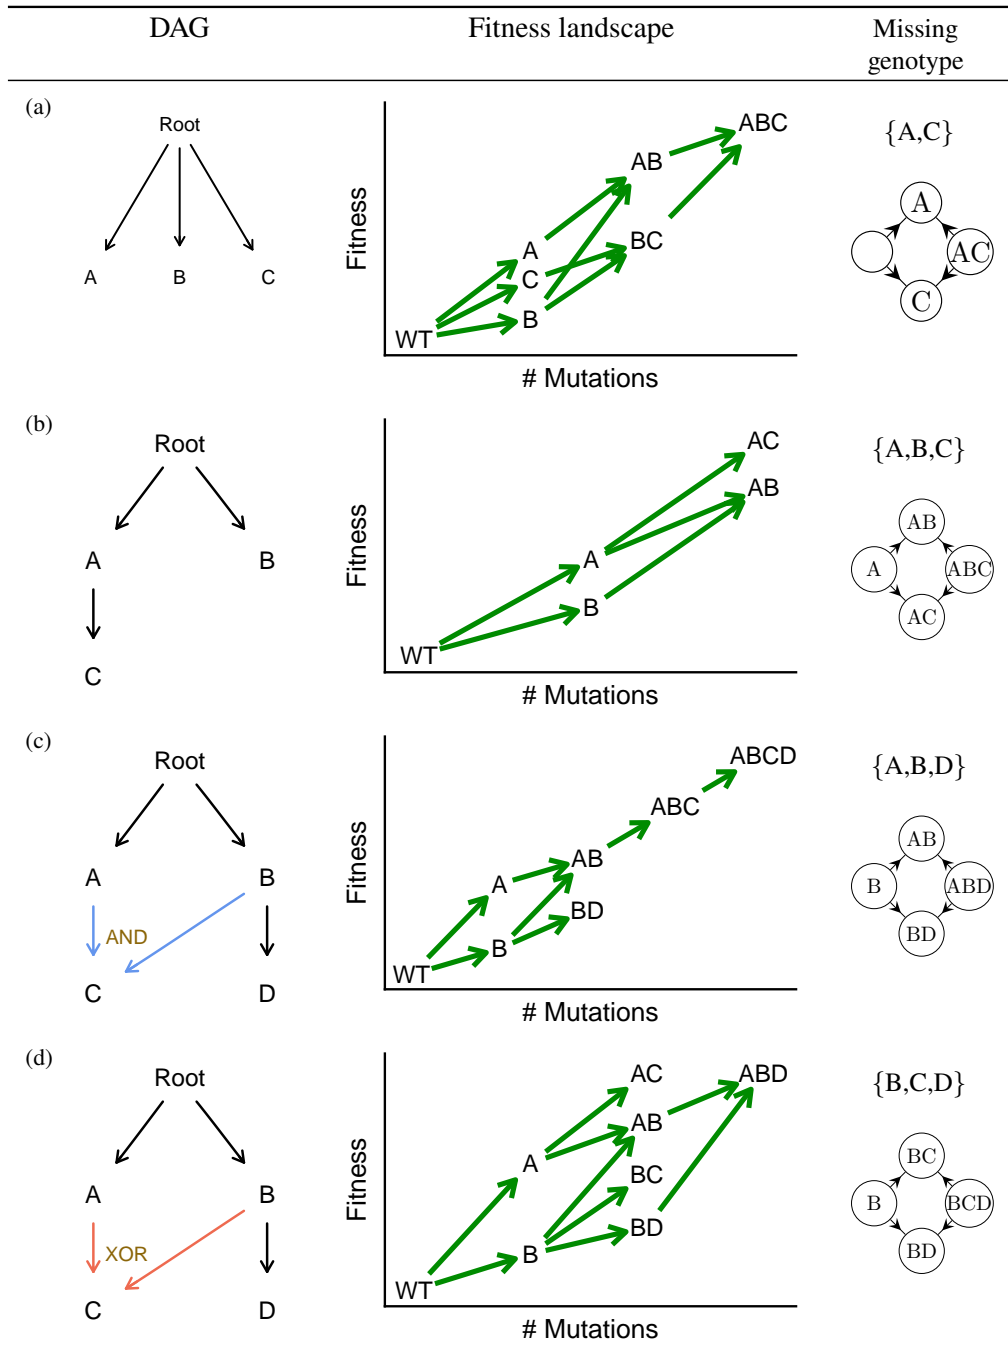 DAG
Fitness landscape
Missing
genotype
(a)
Root
A
B
C
Fitness
ABC
AB
BC
A
C
B
WT
# Mutations
{A,C}
A
AC
C
(b)
Root
A
B
C
Fitness
AC
AB
A
B
WT
# Mutations
{A,B,C}
AB
A
ABC
AC
(c)
Root
A
B
AND
C
D
Fitness
ABCD
ABC
AB
A
BD
B
WT
# Mutations
{A,B,D}
AB
B
ABD
BD
(d)
Root
A
B
XOR
C
D
Fitness
AC
ABD
AB
A
BC
BD
B
WT
# Mutations
{B,C,D}
BC
B
BCD
BD